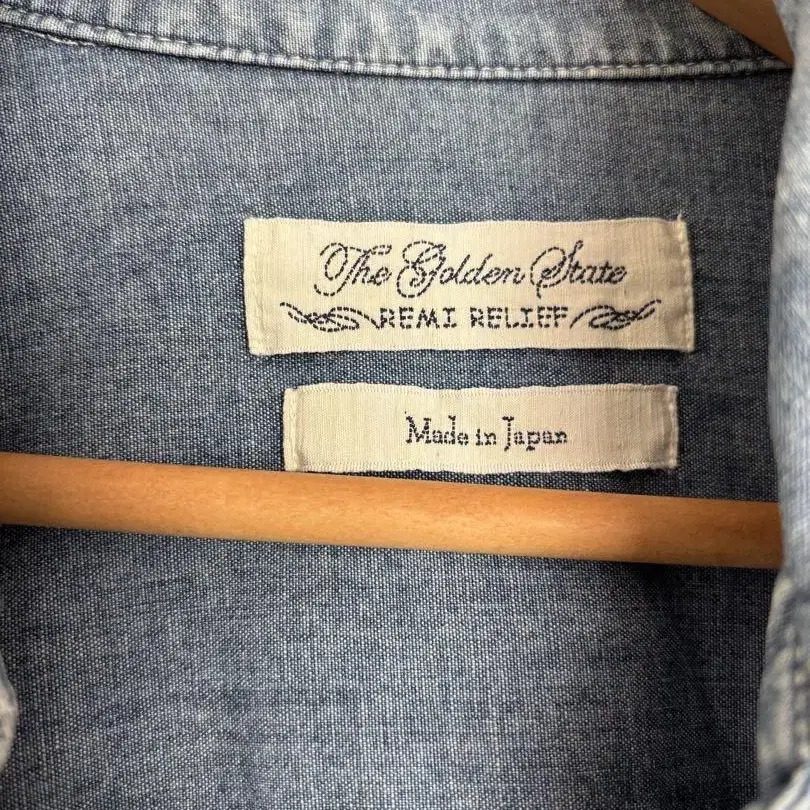 The Golden State
REMI RELIEF
Made in Japan